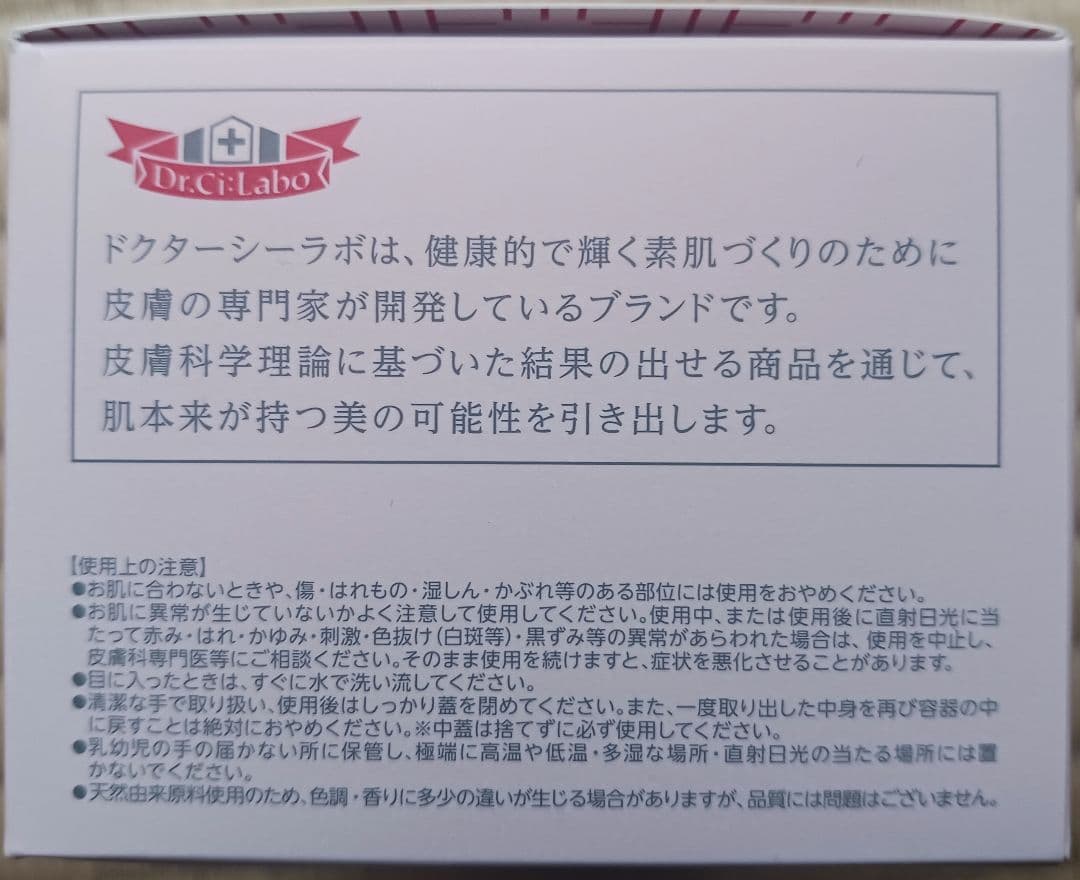 Dr.Ci:Labo
ドクターシーラボは、健康的で輝く素肌づくりのために
皮膚の専門家が開発しているブランドです。
皮膚科学理論に基づいた結果の出せる商品を通じて、
肌本来が持つ美の可能性を引き出します。
【使用上の注意】
●お肌に合わないときや、傷・はれもの・湿しん・かぶれ等のある部位には使用をおやめください。
●お肌に異常が生じていないかよく注意して使用してください。使用中、または使用後に直射日光に当
たって赤み・はれ・かゆみ・刺激・色抜け(白斑等)・黒ずみ等の異常があらわれた場合は、使用を中止し、
皮膚科専門医等にご相談ください。そのまま使用を続けますと、症状を悪化させることがあります。
●目に入ったときは、すぐに水で洗い流してください。
●清潔な手で取り扱い、使用後はしっかり蓋を閉めてください。また、一度取り出した中身を再び容器の中
に戻すことは絶対におやめください。※中蓋は捨てずに必ず使用してください。
●乳幼児の手の届かない所に保管し、極端に高温や低温・多湿な場所・直射日光の当たる場所には置
かないでください。
●天然由来原料使用のため、色調・香りに多少の違いが生じる場合がありますが、品質には問題はございません。